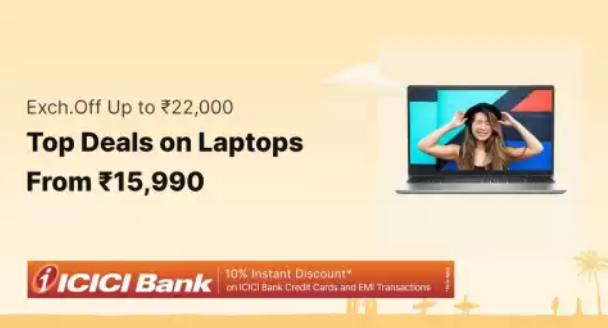 Exch.Off Up to ₹22,000
Top Deals on Laptops
From ₹15,990
ICICI Bank
10% Instant Discount*
on ICICI Bank Credit Cards and EMI Transactions